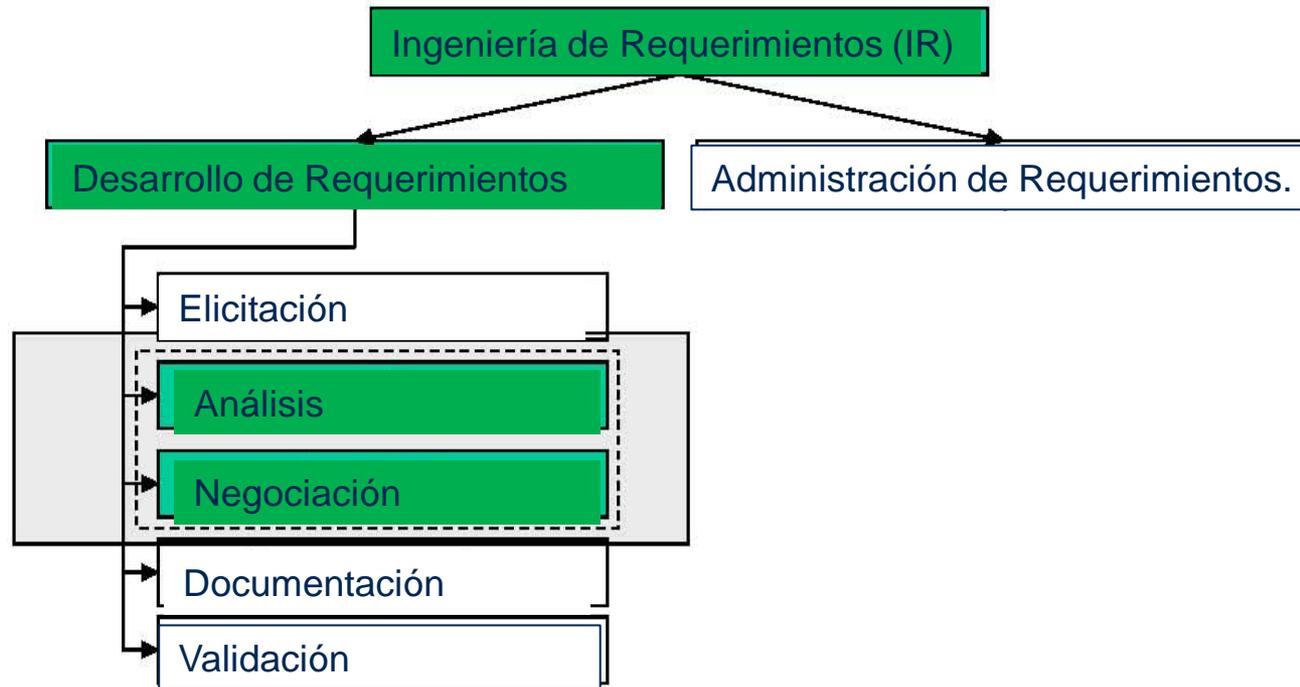 Ingeniería de Requerimientos (IR)
Desarrollo de Requerimientos
Administración de Requerimientos.
Elicitación
Análisis
Negociación
Documentación
Validación